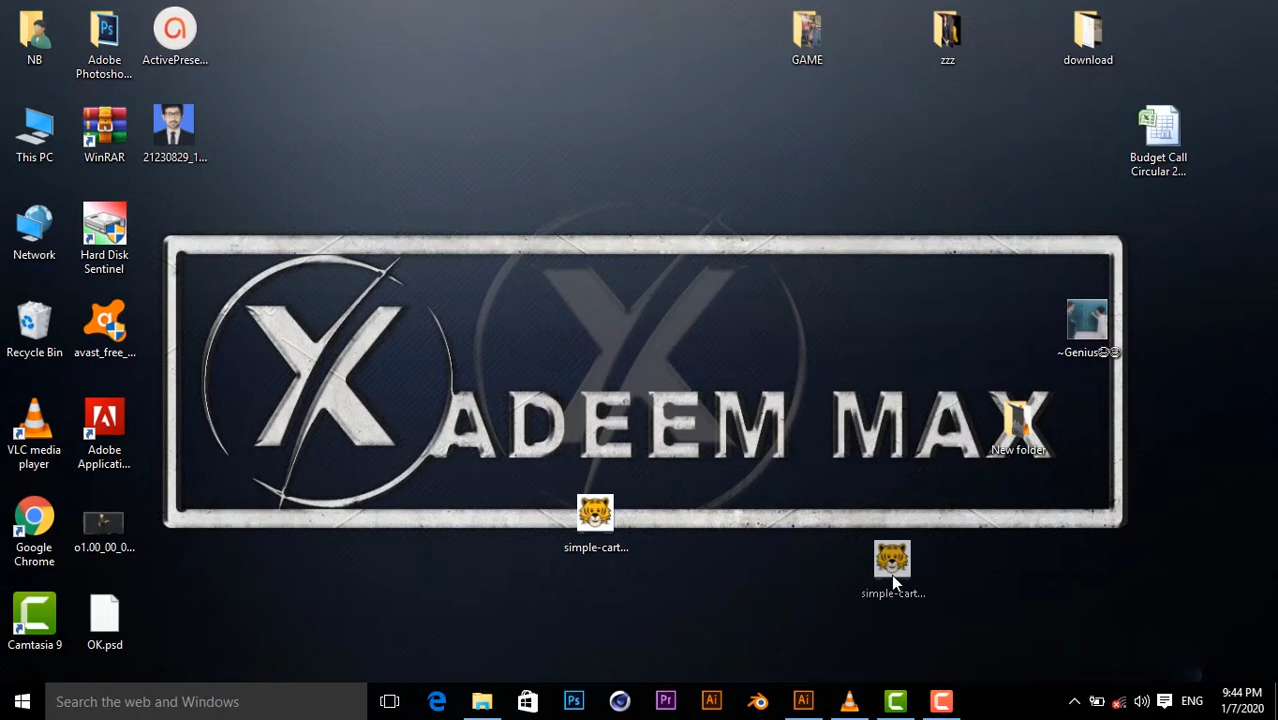 NB
Adobe
Photosho...
ActivePrese...
GAME
zzz
download
This PC
WinRAR
21230829_1...
Budget Call
Circular 2...
Network
Hard Disk
Sentinel
Recycle Bin
avast_free_...
~Genius😂😂
XADEEM MAX
New folder
VLC media
player
Adobe
Applicati...
simple-cart...
simple-cart...
Google
Chrome
o1.00_00_0...
Camtasia 9
OK.psd
Search the web and Windows
ENG
9:44 PM
1/7/2020